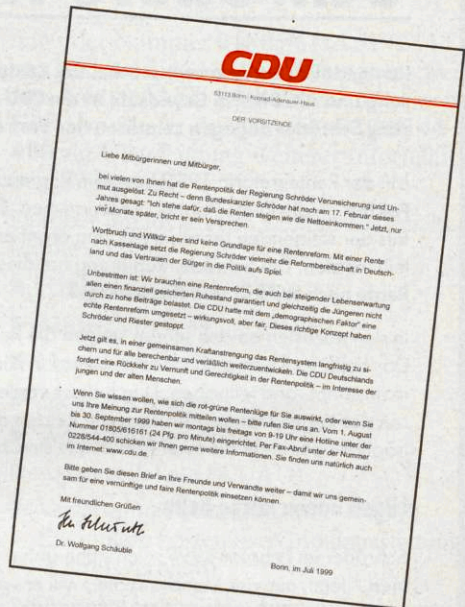 CDU
53113 Bonn · Konrad-Adenauer-Haus
DER VORSITZENDE
Liebe Mitbürgerinnen und Mitbürger,
bei vielen von Ihnen hat die Rentenpolitik der Regierung Schröder Verunsicherung und Un-
mut ausgelöst. Zu Recht – denn Bundeskanzler Schröder hat noch am 17. Februar dieses
Jahres gesagt: "Ich stehe dafür, daß die Renten steigen wie die Nettoeinkommen." Jetzt, nur
vier Monate später, bricht er sein Versprechen.
Wortbruch und Willkür aber sind keine Grundlage für eine Rentenreform. Mit einer Rente
nach Kassenlage setzt die Regierung Schröder vielmehr die Reformbereitschaft in Deutsch-
land und das Vertrauen der Bürger in die Politik aufs Spiel.
Unbestritten ist: Wir brauchen eine Rentenreform, die auch bei steigender Lebenserwartung
allen einen finanziell gesicherten Ruhestand garantiert und gleichzeitig die Jüngeren nicht
durch zu hohe Beiträge belastet. Die CDU hatte mit dem „demographischen Faktor" eine
echte Rentenreform umgesetzt – wirkungsvoll, aber fair. Dieses richtige Konzept haben
Schröder und Riester gestoppt.
Jetzt gilt es, in einer gemeinsamen Kraftanstrengung das Rentensystem langfristig zu si-
chern und für alle berechenbar und verläßlich weiterzuentwickeln. Die CDU Deutschlands
fordert eine Rückkehr zu Vernunft und Gerechtigkeit in der Rentenpolitik – im Interesse der
jungen und der alten Menschen.
Wenn Sie wissen wollen, wie sich die rot-grüne Rentenlüge für Sie auswirkt, oder wenn Sie
uns Ihre Meinung zur Rentenpolitik mitteilen wollen – bitte rufen Sie uns an. Vom 1. August
bis 30. September 1999 haben wir montags bis freitags von 9-19 Uhr eine Hotline unter der
Nummer 01805/616161 (24 Pfg. pro Minute) eingerichtet. Per Fax-Abruf unter der Nummer
0228/544-400 schicken wir Ihnen gerne weitere Informationen. Sie finden uns natürlich auch
im Internet: www.cdu.de.
Bitte geben Sie diesen Brief an Ihre Freunde und Verwandte weiter – damit wir uns gemein-
sam für eine vernünftige und faire Rentenpolitik einsetzen können.
Mit freundlichen Grüßen
Dr. Wolfgang Schäuble
Bonn, im Juli 1999